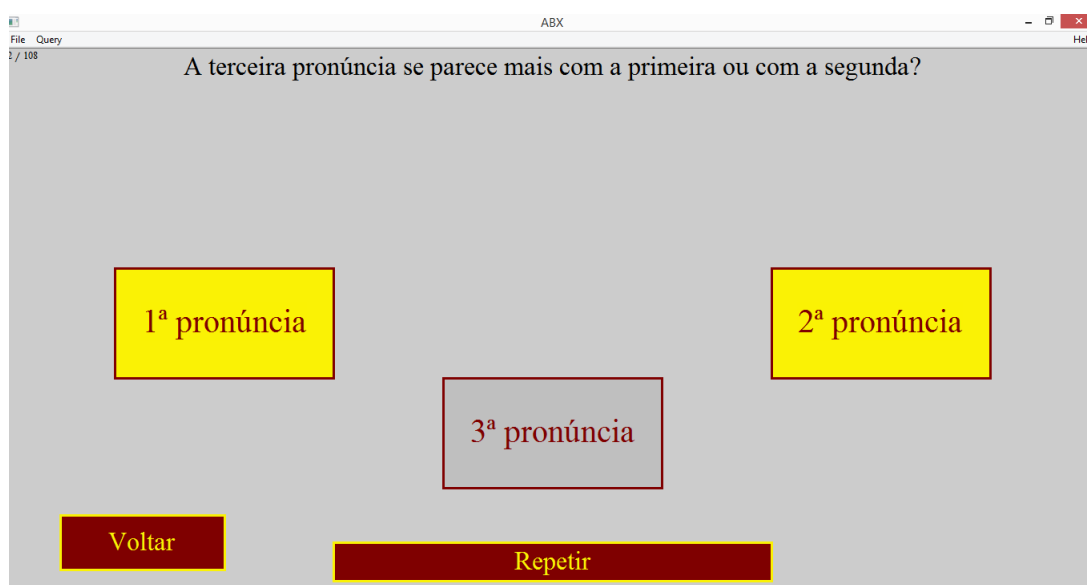 ABX
File Query Hel
2 / 108
A terceira pronúncia se parece mais com a primeira ou com a segunda?
1ª pronúncia
2ª pronúncia
3ª pronúncia
Voltar
Repetir